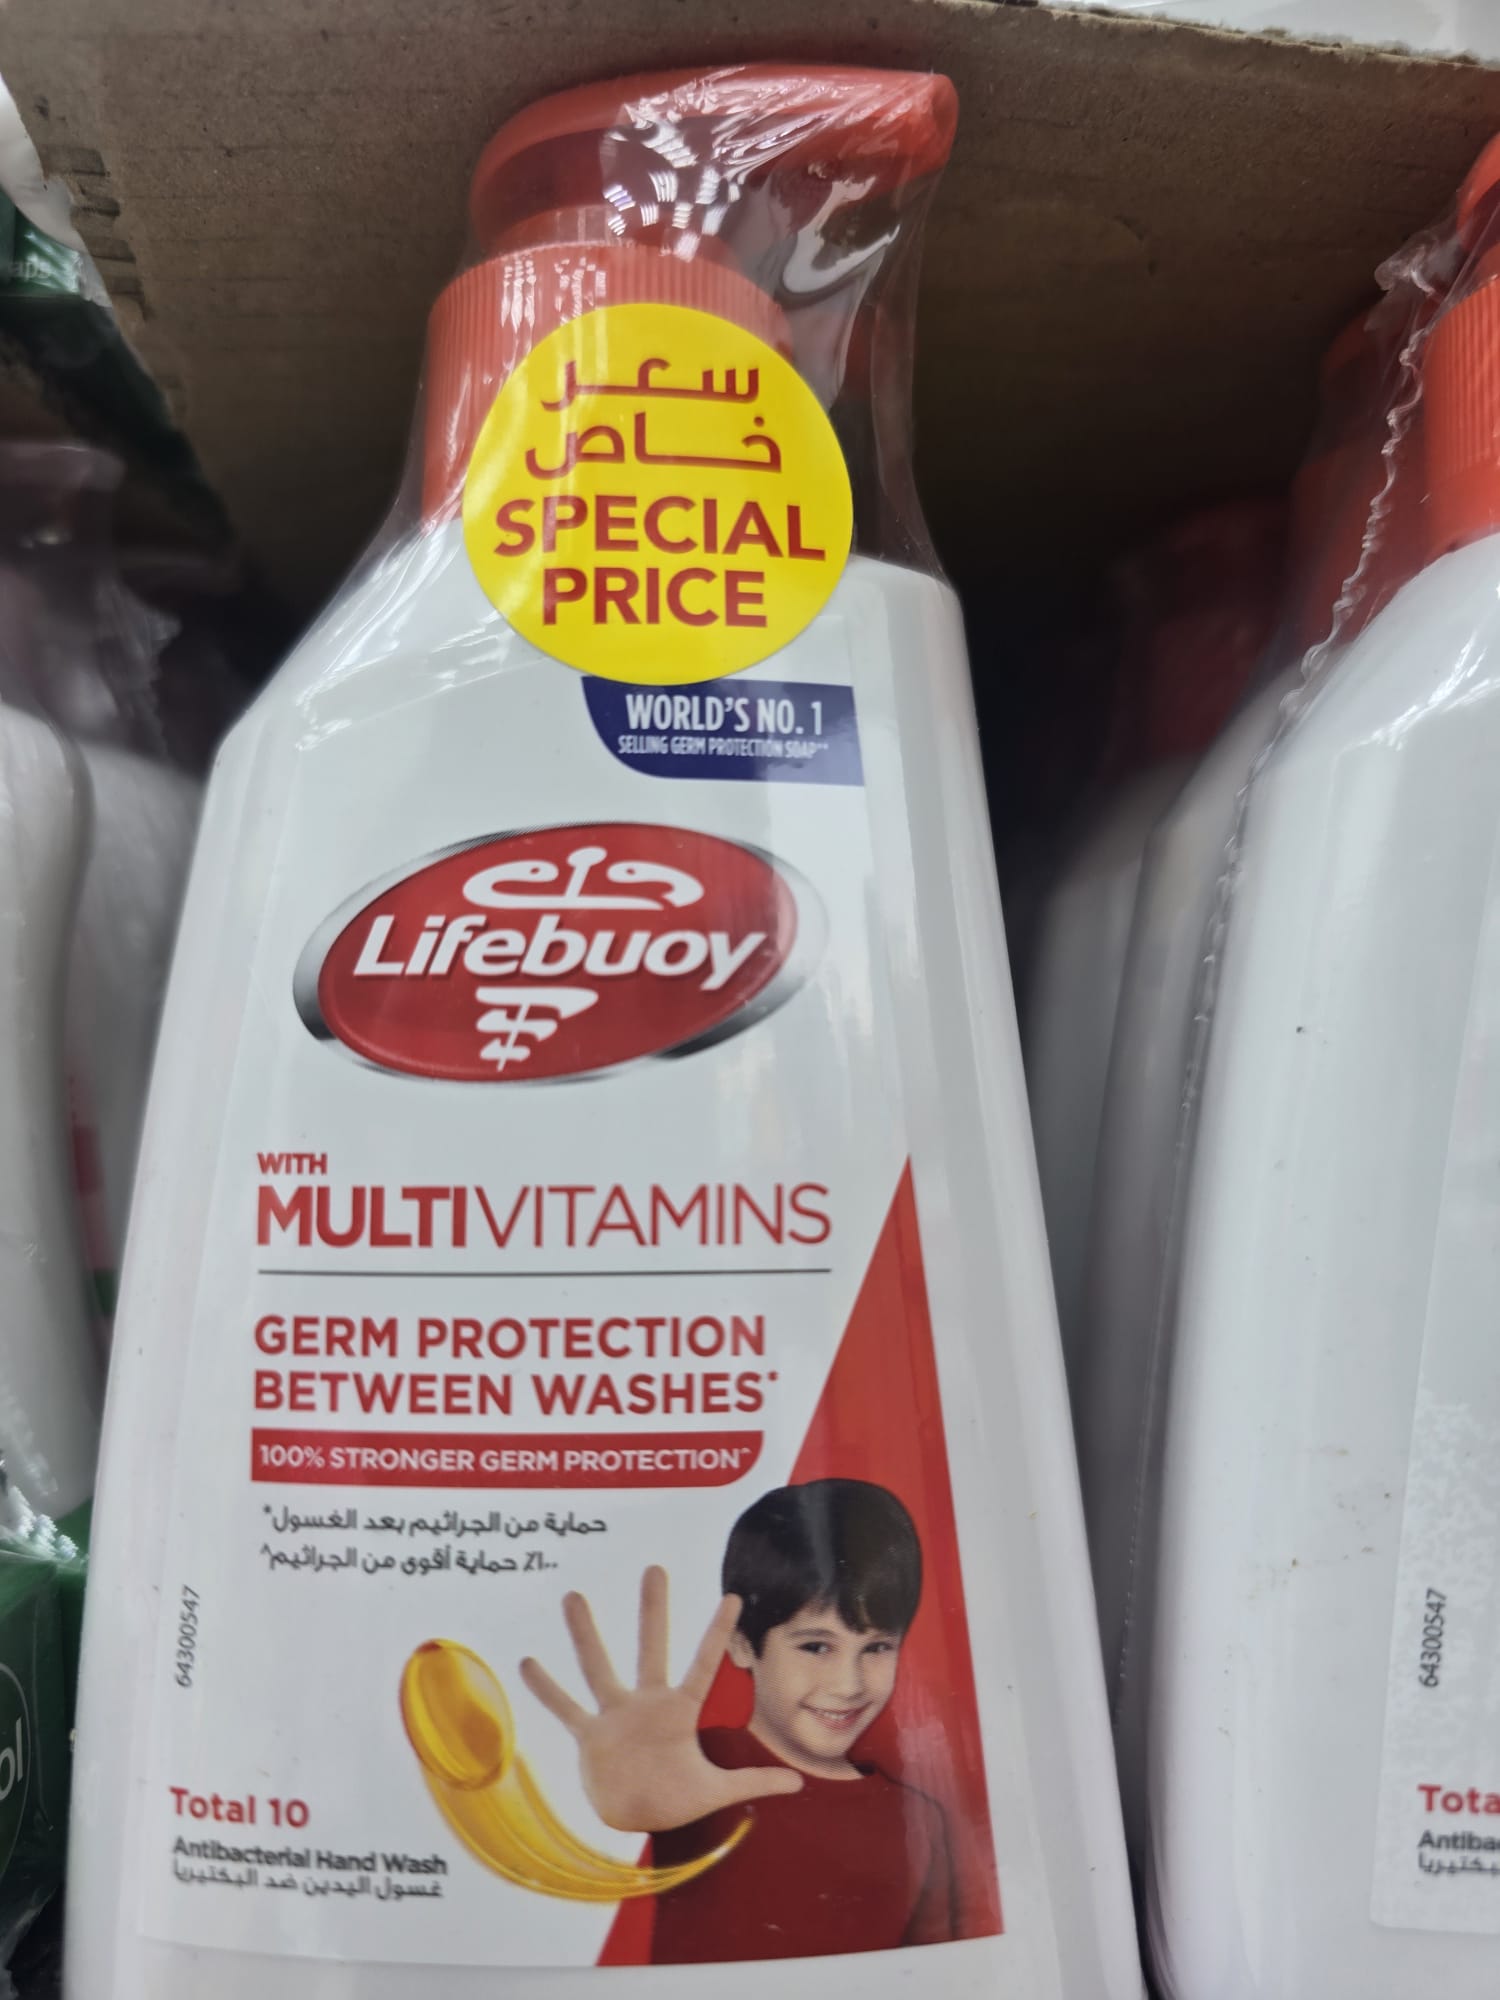 سعر
خاص
SPECIAL
PRICE
WORLD'S NO. 1
SELLING GERM PROTECTION SOAP**
Lifebuoy
WITH
MULTIVITAMINS
GERM PROTECTION
BETWEEN WASHES*
100% STRONGER GERM PROTECTION^
حماية من الجراثيم بعد الغسول*
١٠٠٪ حماية أقوى من الجراثيم^
64300547
Total 10
Antibacterial Hand Wash
غسول اليدين ضد البكتيريا
64300547
Tota
Antiba
بكتيريا